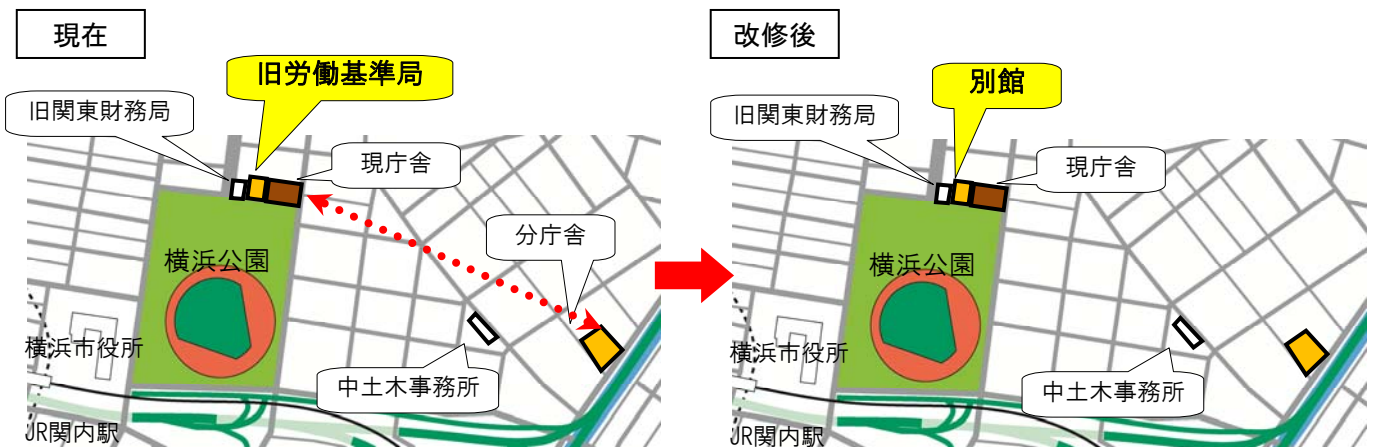 現在
旧労働基準局
旧関東財務局
現庁舎
分庁舎
横浜公園
横浜市役所
中土木事務所
JR関内駅
改修後
別館
旧関東財務局
現庁舎
横浜公園
横浜市役所
中土木事務所
JR関内駅